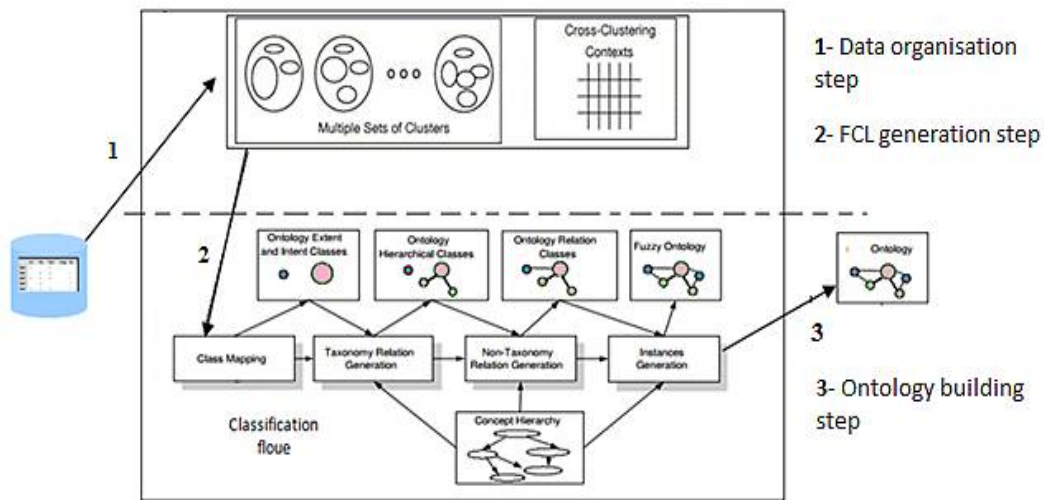 Cross-Clustering
Contexts
Multiple Sets of Clusters
1- Data organisation
step
2- FCL generation step
1
2
Ontology Extent
and Intent Classes
Ontology
Hierarchical Classes
Ontology Relation
Classes
Fuzzy Ontology
Ontology
Class Mapping
Taxonomy Relation
Generation
Non-Taxonomy
Relation Generation
Instances
Generation
3
3- Ontology building
step
Concept Hierarchy
Classification
floue